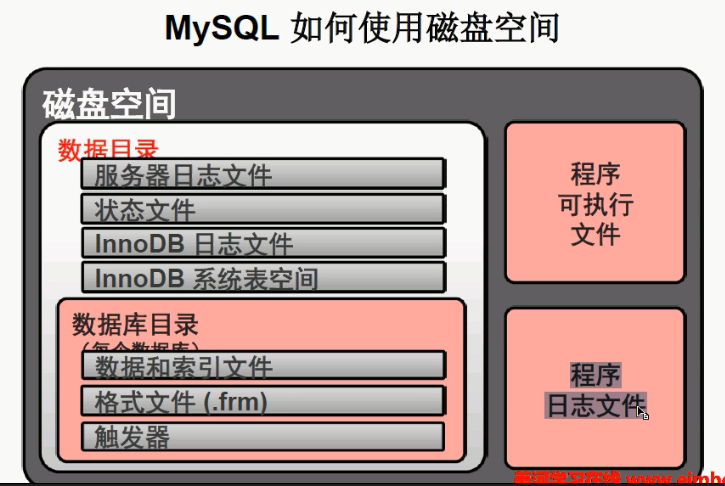 MySQL 如何使用磁盘空间
磁盘空间
数据目录
服务器日志文件
状态文件
InnoDB 日志文件
InnoDB 系统表空间
数据库目录
（每个数据库）
数据和索引文件
格式文件 (.frm)
触发器
程序
可执行
文件
程序
日志文件